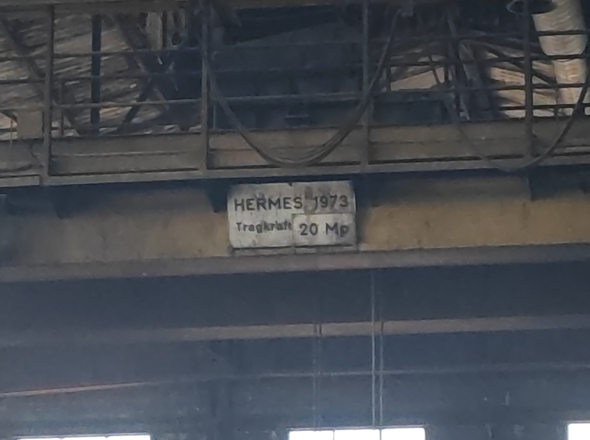 HERMES 1973
Tragkraft 20 Mp